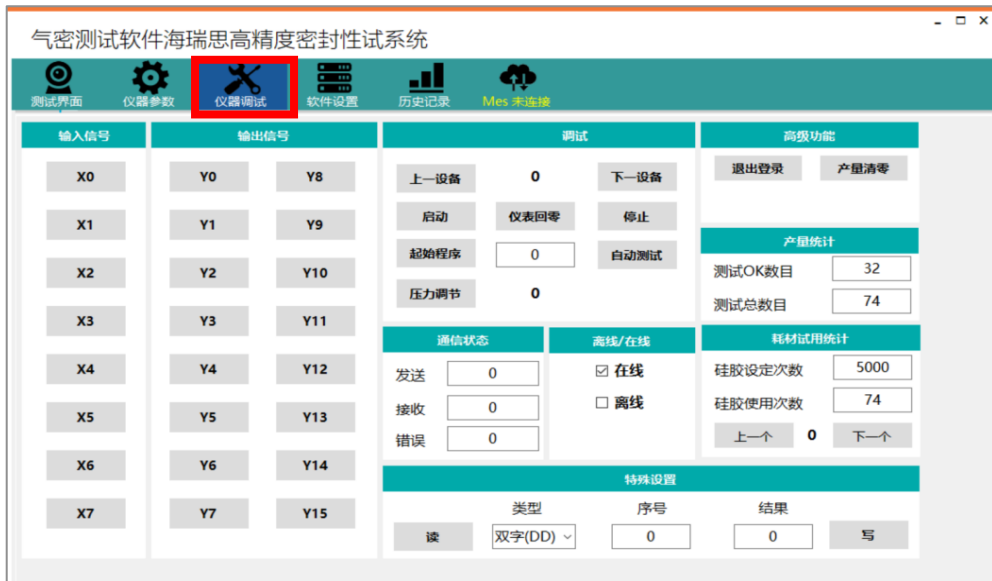 气密测试软件海瑞思高精度密封性试系统
测试界面 仪器参数 仪器调试 软件设置 历史记录 Mes 未连接
输入信号
X0
X1
X2
X3
X4
X5
X6
X7
输出信号
Y0 Y8
Y1 Y9
Y2 Y10
Y3 Y11
Y4 Y12
Y5 Y13
Y6 Y14
Y7 Y15
调试
上一设备 0 下一设备
启动 仪表回零 停止
起始程序 0 自动测试
压力调节 0
通信状态
发送 0
接收 0
错误 0
离线/在线
在线
离线
高级功能
退出登录 产量清零
产量统计
测试OK数目 32
测试总数目 74
耗材试用统计
硅胶设定次数 5000
硅胶使用次数 74
上一个 0 下一个
特殊设置
类型 序号 结果
读 双字(DD) 0 0 写